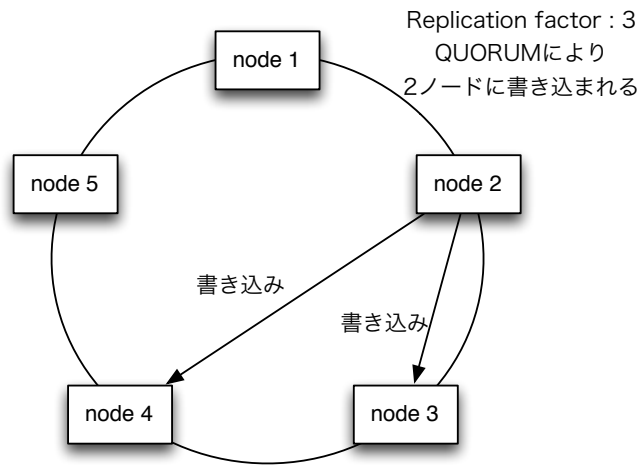 Replication factor : 3
QUORUMにより
2ノードに書き込まれる
node 1
node 5
node 2
書き込み
書き込み
node 4
node 3